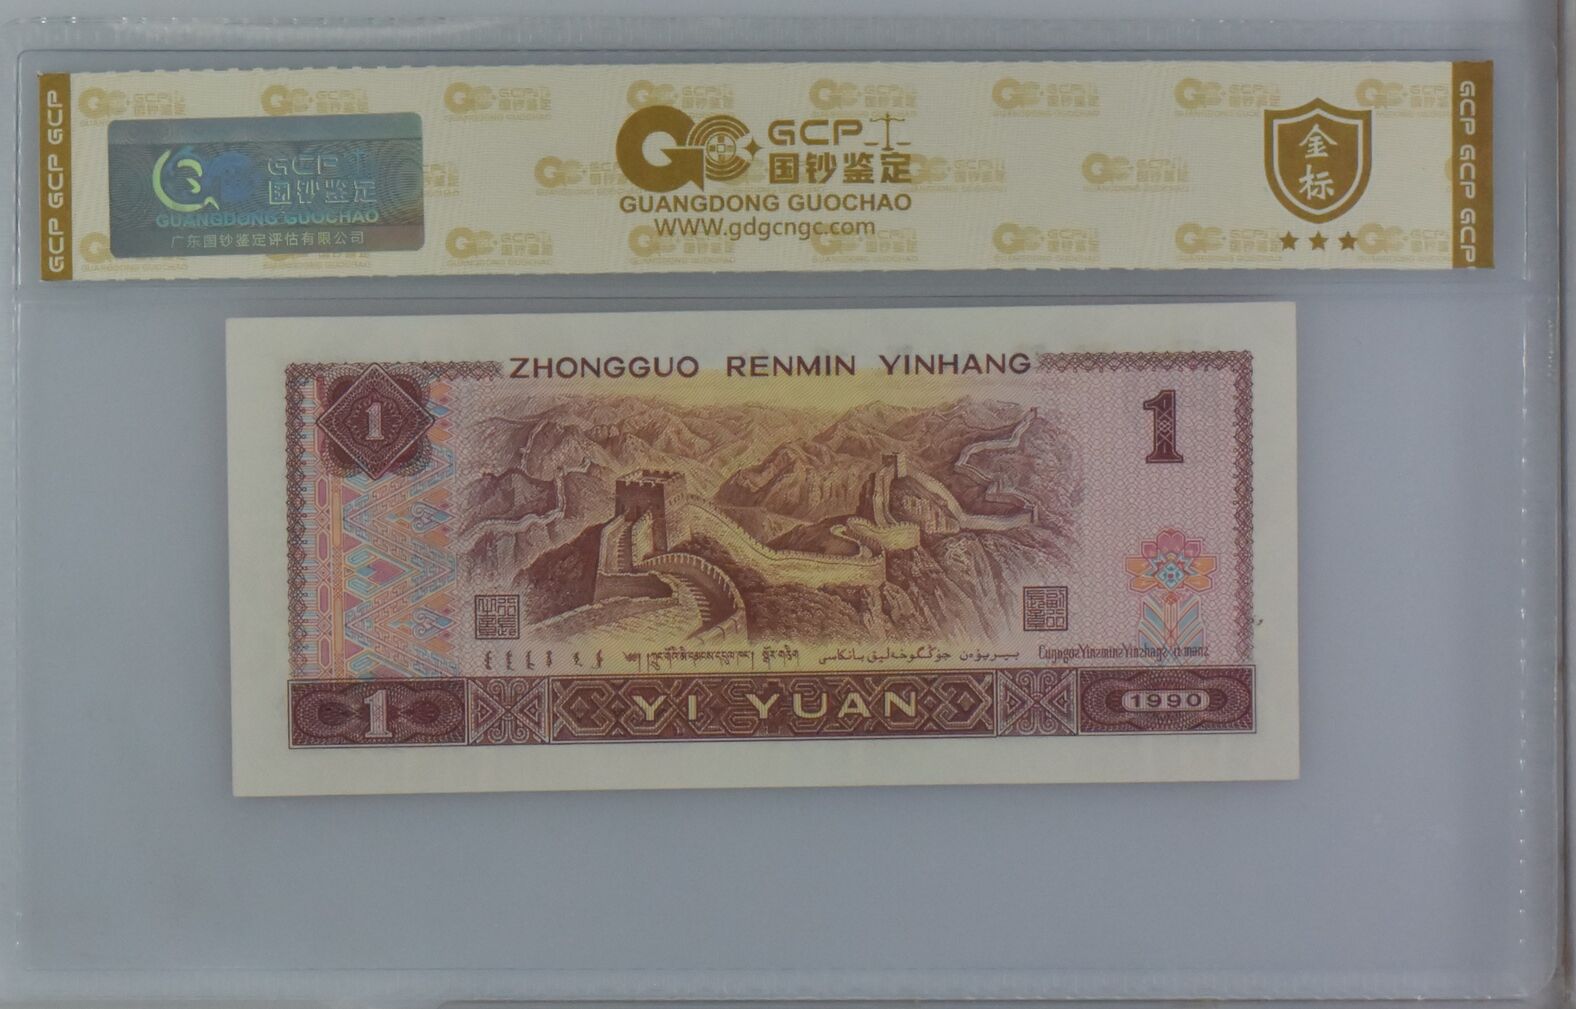 GCP GCP GCP
GCP
国钞鉴定
GUANGDONG GUOCHAO
广东国钞鉴定评估有限公司
GCP
国钞鉴定
GUANGDONG GUOCHAO
WWW.gdgcngc.com
金标
GCP GCP GCP
ZHONGGUO RENMIN YINHANG
1
1
YI YUAN
1
1990